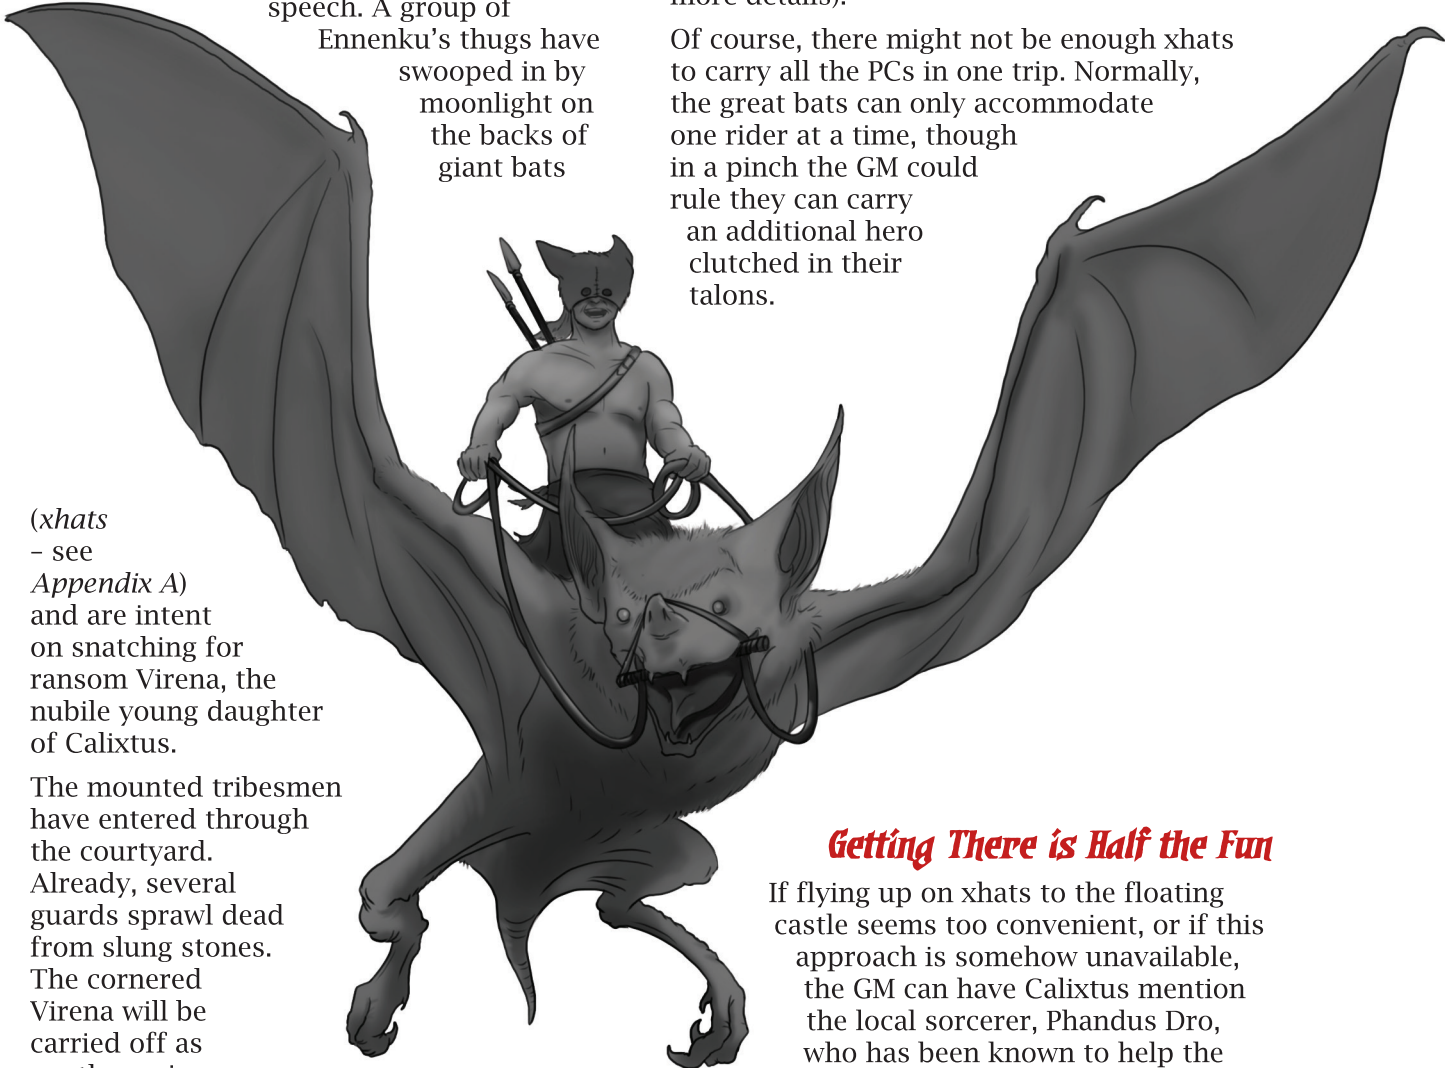 speech. A group of
Ennenku’s thugs have
swooped in by
moonlight on
the backs of
giant bats
(xhats
– see
Appendix A)
and are intent
on snatching for
ransom Virena, the
nubile young daughter
of Calixtus.
The mounted tribesmen
have entered through
the courtyard.
Already, several
guards sprawl dead
from slung stones.
The cornered
Virena will be
carried off as
more details).
Of course, there might not be enough xhats
to carry all the PCs in one trip. Normally,
the great bats can only accommodate
one rider at a time, though
in a pinch the GM could
rule they can carry
an additional hero
clutched in their
talons.
Getting There is Half the Fun
If flying up on xhats to the floating
castle seems too convenient, or if this
approach is somehow unavailable,
the GM can have Calixtus mention
the local sorcerer, Phandus Dro,
who has been known to help the